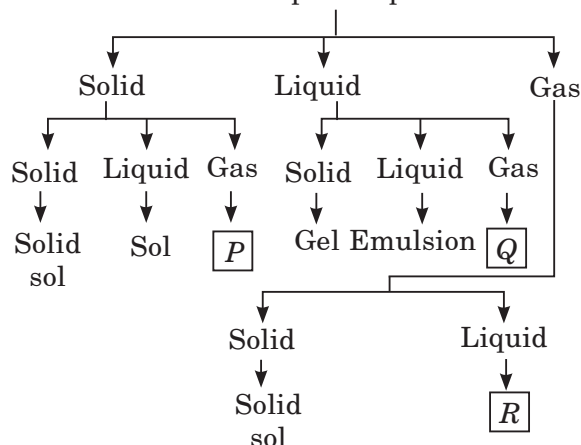 Solid Liquid Gas
Solid Liquid Gas Solid Liquid Gas
Solid sol Sol P Gel Emulsion Q
Solid Liquid
Solid sol R